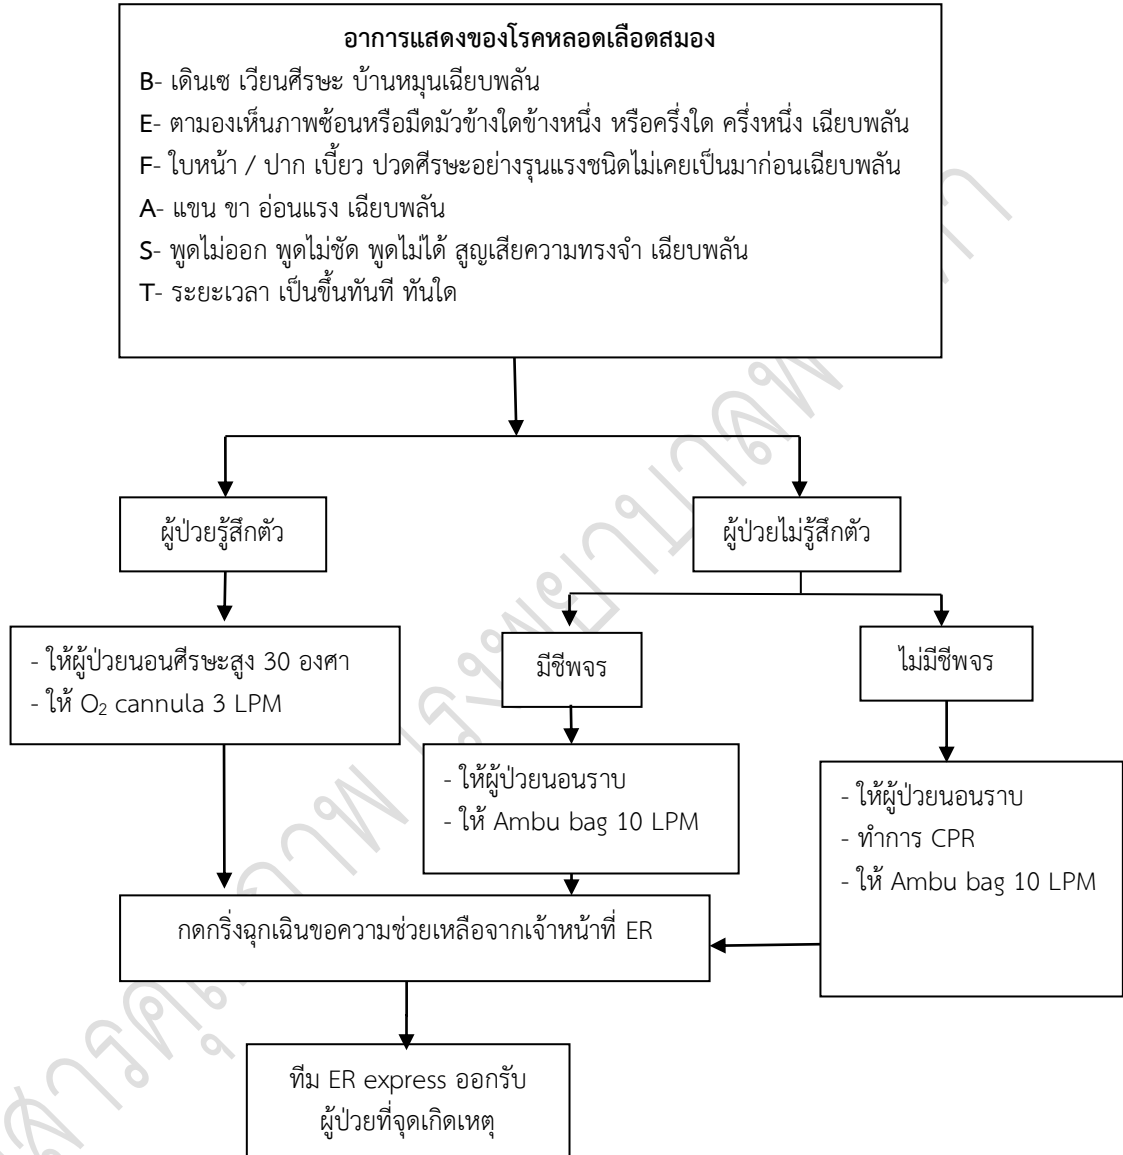 อาการแสดงของโรคหลอดเลือดสมอง
B- เดินเซ เวียนศีรษะ บ้านหมุนเฉียบพลัน
E- ตามองเห็นภาพซ้อนหรือมืดมัวข้างใดข้างหนึ่ง หรือครึ่งใด ครึ่งหนึ่ง เฉียบพลัน
F- ใบหน้า / ปาก เบี้ยว ปวดศีรษะอย่างรุนแรงชนิดไม่เคยเป็นมาก่อนเฉียบพลัน
A- แขน ขา อ่อนแรง เฉียบพลัน
S- พูดไม่ออก พูดไม่ชัด พูดไม่ได้ สูญเสียความทรงจำ เฉียบพลัน
T- ระยะเวลา เป็นขึ้นทันที ทันใด
ผู้ป่วยรู้สึกตัว
ผู้ป่วยไม่รู้สึกตัว
- ให้ผู้ป่วยนอนศีรษะสูง 30 องศา
- ให้ O₂ cannula 3 LPM
มีชีพจร
ไม่มีชีพจร
- ให้ผู้ป่วยนอนราบ
- ให้ Ambu bag 10 LPM
- ให้ผู้ป่วยนอนราบ
- ทำการ CPR
- ให้ Ambu bag 10 LPM
กดกริ่งฉุกเฉินขอความช่วยเหลือจากเจ้าหน้าที่ ER
ทีม ER express ออกรับ
ผู้ป่วยที่จุดเกิดเหตุ